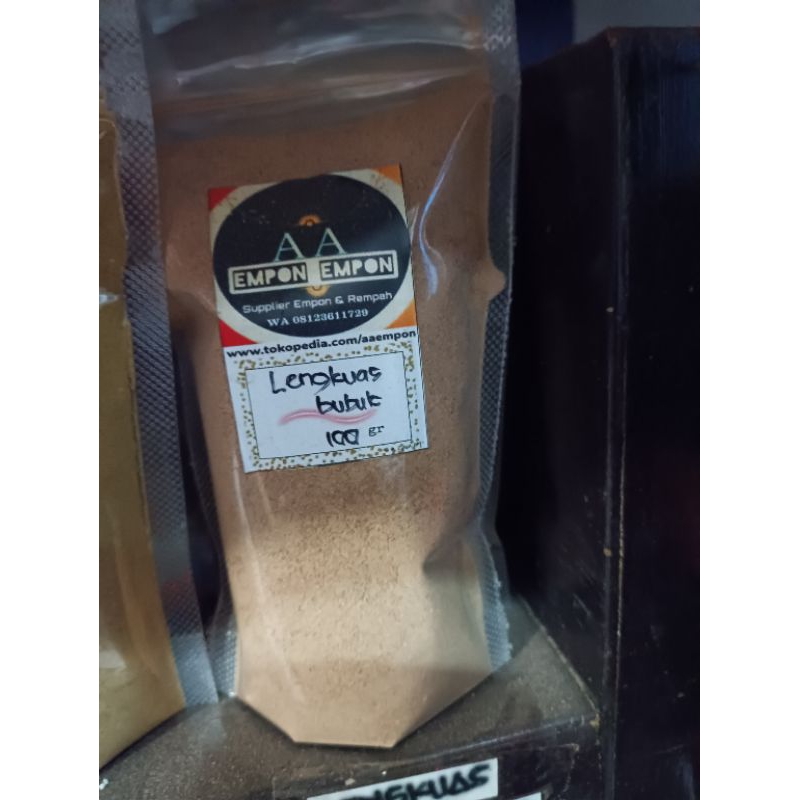 AA
EMPON EMPON
Supplier Empon & Rempah
WA 08123611729
www.tokopedia.com/aaempon
Lengkuas
bubuk
100 gr